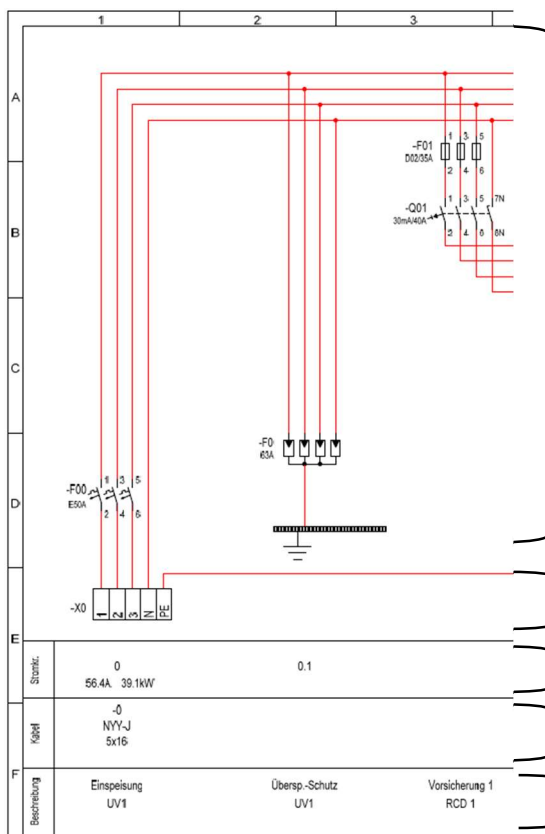 1 2 3
A
B
C
D
E
F
-F01
D02/35A
1 3 5
2 4 6
-Q01
30mA/40A
1 3 5 7N
2 4 6 8N
-F0
63A
-F00
E50A
1 3 5
2 4 6
-X0
1 2 3 N PE
Stromkr.
0
56.4A 39.1kW
0.1
Kabel
-0
NYY-J
5x16
Beschreibung
Einspeisung
UV1
Übersp.-Schutz
UV1
Vorsicherung 1
RCD 1